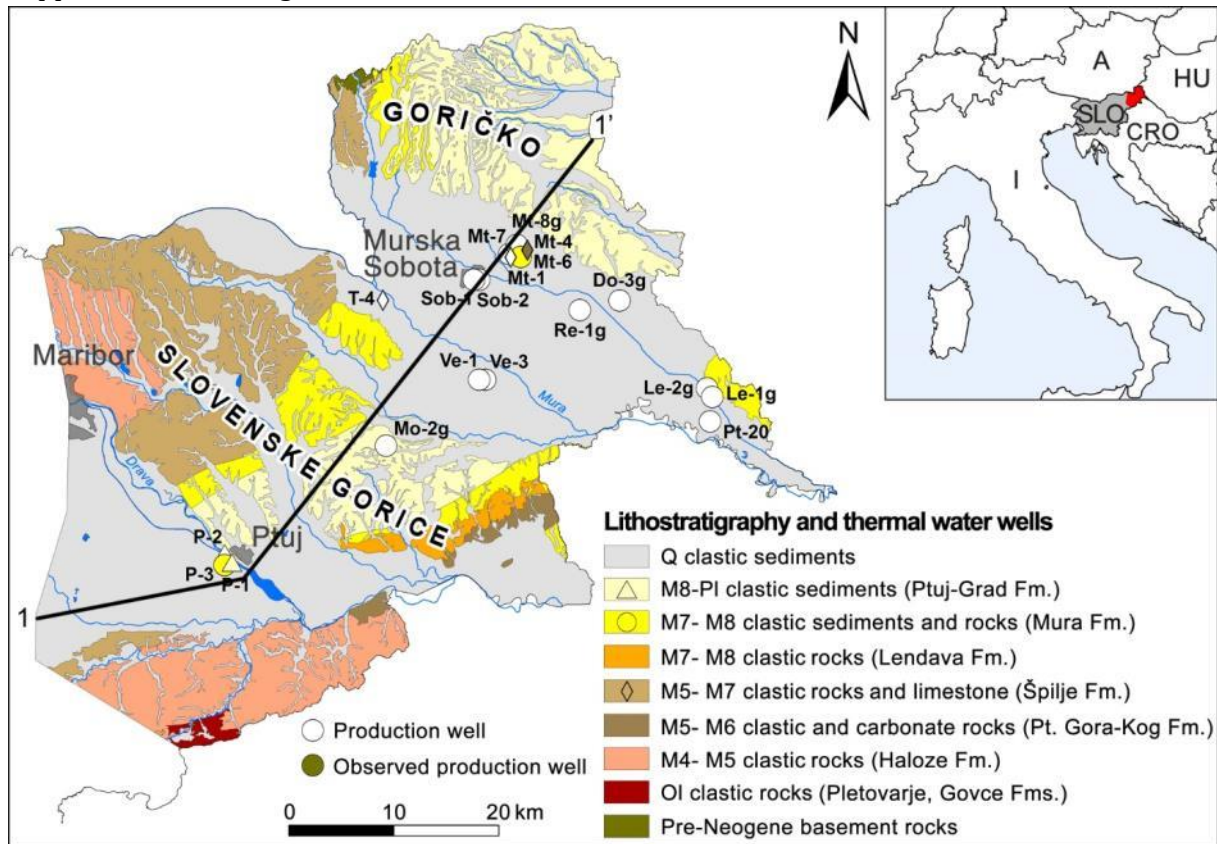 N
A
HU
SLO
CRO
I
GORIČKO
1'
Mt-8g
Mt-7
Mt-4
Murska
Sobota
Mt-6
Mt-1
Do-3g
T-4
Sob-1
Sob-2
Re-1g
Maribor
SLOVENSKE GORICE
Ve-1
Ve-3
Mura
Le-2g
Le-1g
Pt-20
Mo-2g
Drava
P-2
Ptuj
P-3
P-1
1
Lithostratigraphy and thermal water wells
Q clastic sediments
M8-Pl clastic sediments (Ptuj-Grad Fm.)
M7- M8 clastic sediments and rocks (Mura Fm.)
M7- M8 clastic rocks (Lendava Fm.)
M5- M7 clastic rocks and limestone (Špilje Fm.)
M5- M6 clastic and carbonate rocks (Pt. Gora-Kog Fm.)
M4- M5 clastic rocks (Haloze Fm.)
Ol clastic rocks (Pletovarje, Govce Fms.)
Pre-Neogene basement rocks
Production well
Observed production well
0 10 20 km